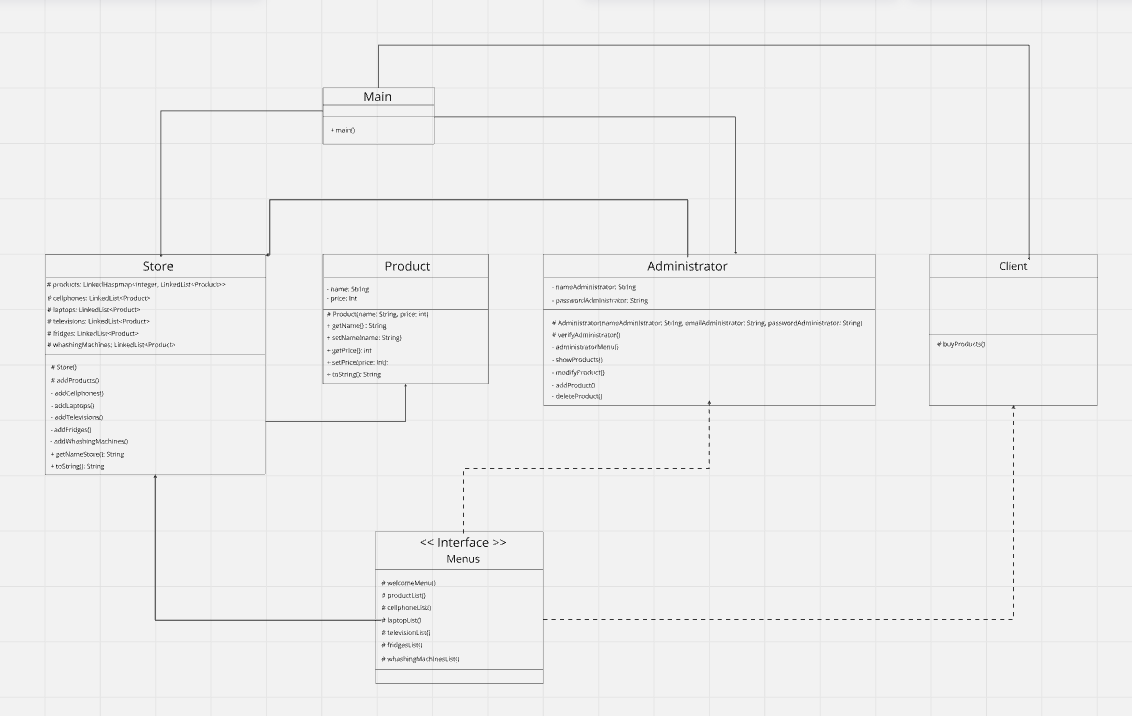 Main
+ main()
Store
# products: LinkedHaspmap<Integer, LinkedList<Product>>
# cellphones: LinkedList<Product>
# laptops: LinkedList<Product>
# televisions: LinkedList<Product>
# fridges: LinkedList<Product>
# whashingMachines: LinkedList<Product>
# Store()
# addProducts()
- addCellphones()
- addLaptops()
- addTelevisions()
- addFridges()
- addWhashingMachines()
+ getNameStore(): String
+ toString(): String
Product
- name: String
- price: int
# Product(name: String, price: int)
+ getName() : String
+ setName(name: String)
+ getPrice(): int
+ setPrice(price: int):
+ toString(): String
Administrator
- nameAdministrator: String
- passwordAdministrator: String
# Administrator(nameAdministrator: String, emailAdministrator: String, passwordAdministrator: String)
# verifyAdministrator()
- administratorMenu()
- showProducts()
- modifyProduct()
- addProduct()
- deleteProduct()
Client
# buyProducts()
<< Interface >>
Menus
# welcomeMenu()
# productList()
# cellphoneList()
# laptopList()
# televisionList()
# fridgesList()
# whashingMachinesList()